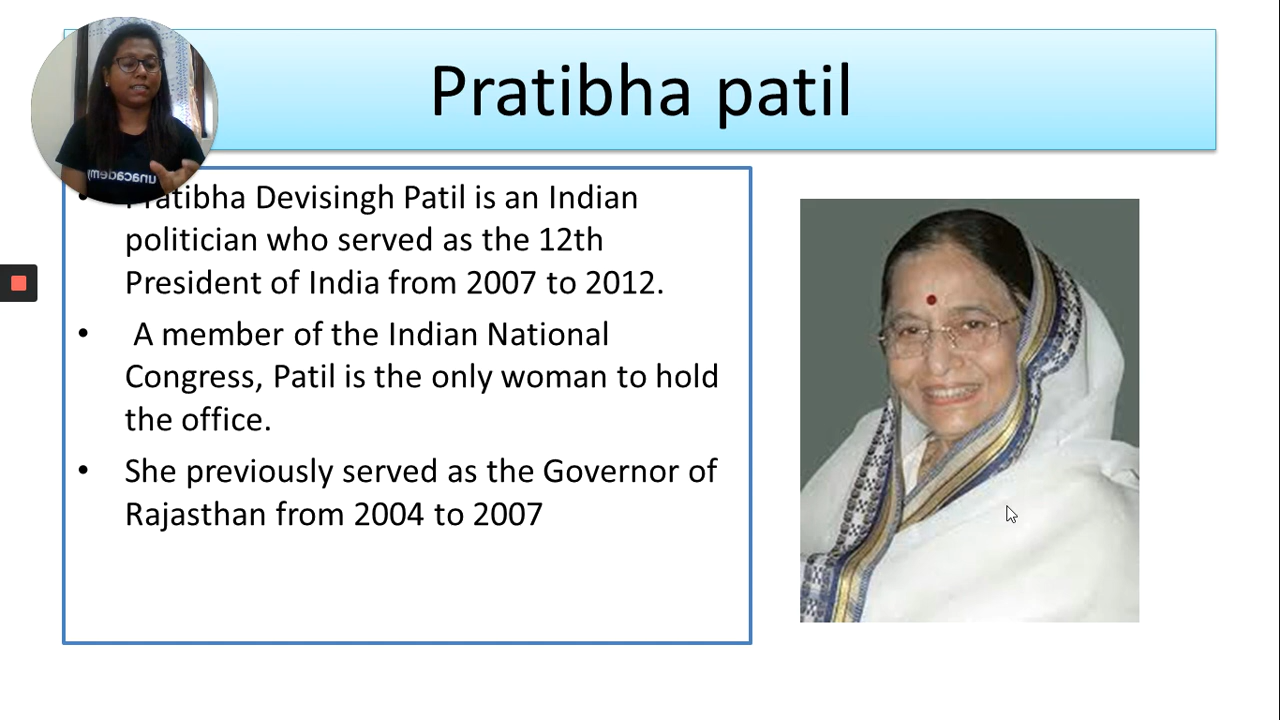 Pratibha patil
unacademy
• Pratibha Devisingh Patil is an Indian
politician who served as the 12th
President of India from 2007 to 2012.
• A member of the Indian National
Congress, Patil is the only woman to hold
the office.
• She previously served as the Governor of
Rajasthan from 2004 to 2007